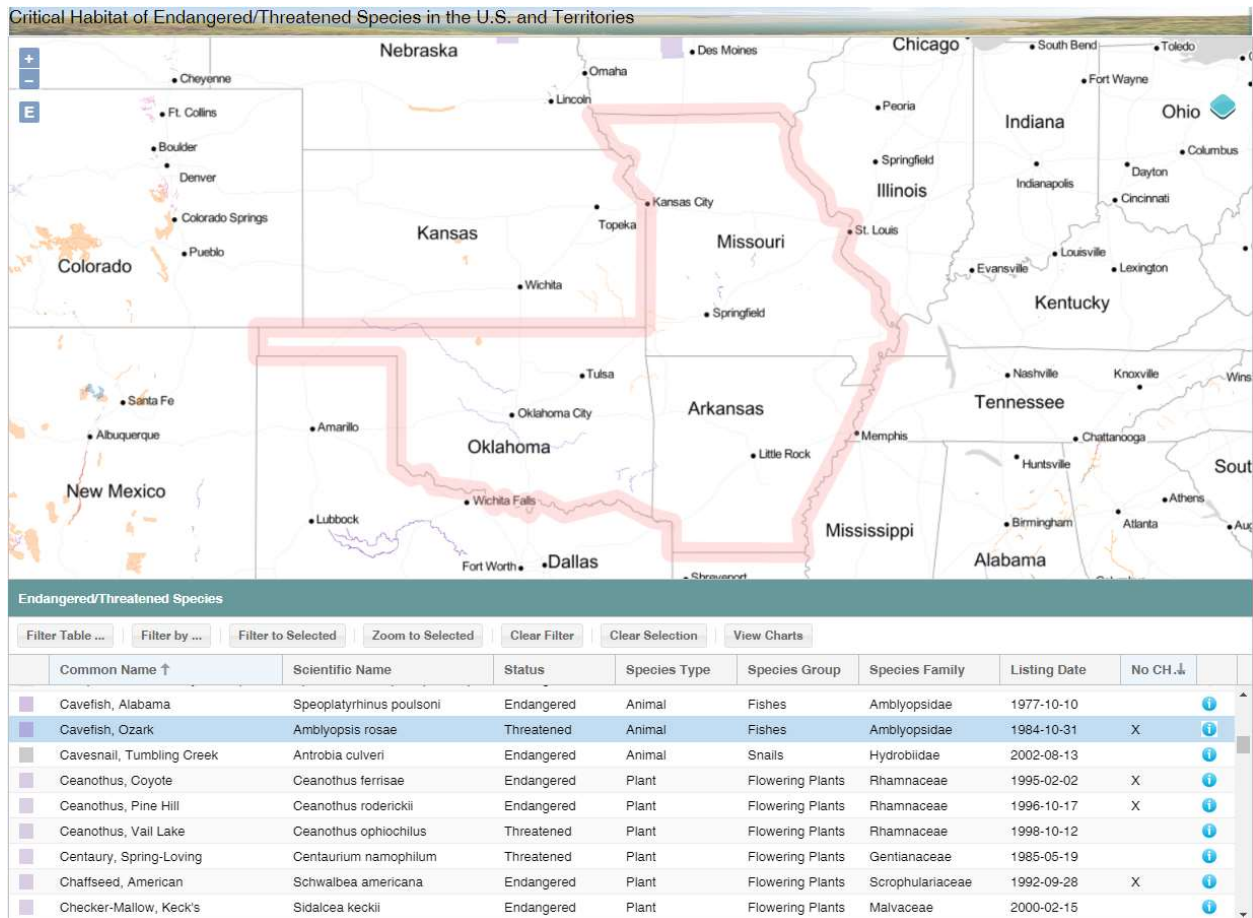 Critical Habitat of Endangered/Threatened Species in the U.S. and Territories
+
−
E
Nebraska
Des Moines
Chicago
South Bend
Toledo
Cheyenne
Omaha
Fort Wayne
Lincoln
Ft. Collins
Peoria
Indiana
Ohio
Boulder
Denver
Springfield
Illinois
Indianapolis
Dayton
Columbus
Cincinnati
Kansas City
Topeka
Colorado Springs
Kansas
Missouri
St. Louis
Pueblo
Colorado
Louisville
Evansville
Lexington
Wichita
Kentucky
Springfield
Tulsa
Nashville
Knoxville
Wins
Santa Fe
Oklahoma City
Arkansas
Tennessee
Amarillo
Albuquerque
Memphis
Chattanooga
Oklahoma
Little Rock
Huntsville
Sout
New Mexico
Wichita Falls
Athens
Lubbock
Mississippi
Birmingham
Atlanta
Aug
Fort Worth
Dallas
Alabama
Shreveport
Endangered/Threatened Species
Filter Table ... Filter by ... Filter to Selected Zoom to Selected Clear Filter Clear Selection View Charts
Common Name ↑ Scientific Name Status Species Type Species Group Species Family Listing Date No CH.
Cavefish, Alabama Speoplatyrhinus poulsoni Endangered Animal Fishes Amblyopsidae 1977-10-10
Cavefish, Ozark Amblyopsis rosae Threatened Animal Fishes Amblyopsidae 1984-10-31 X
Cavesnail, Tumbling Creek Antrobia culveri Endangered Animal Snails Hydrobiidae 2002-08-13
Ceanothus, Coyote Ceanothus ferrisae Endangered Plant Flowering Plants Rhamnaceae 1995-02-02 X
Ceanothus, Pine Hill Ceanothus roderickii Endangered Plant Flowering Plants Rhamnaceae 1996-10-17 X
Ceanothus, Vail Lake Ceanothus ophiochilus Threatened Plant Flowering Plants Rhamnaceae 1998-10-12
Centaury, Spring-Loving Centaurium namophilum Threatened Plant Flowering Plants Gentianaceae 1985-05-19
Chaffseed, American Schwalbea americana Endangered Plant Flowering Plants Scrophulariaceae 1992-09-28 X
Checker-Mallow, Keck's Sidalcea keckii Endangered Plant Flowering Plants Malvaceae 2000-02-15